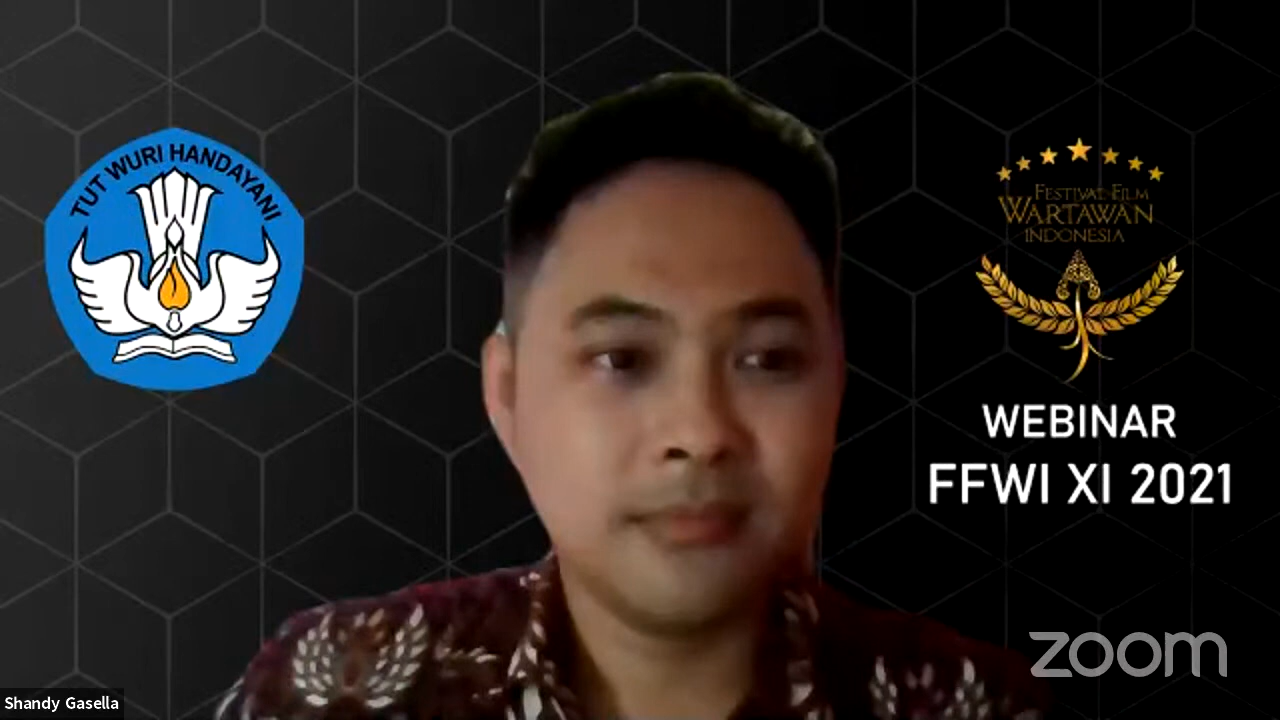 TUT WURI HANDAYANI
FESTIVAL FILM
WARTAWAN
INDONESIA
WEBINAR
FFWI XI 2021
zoom
Shandy Gasella